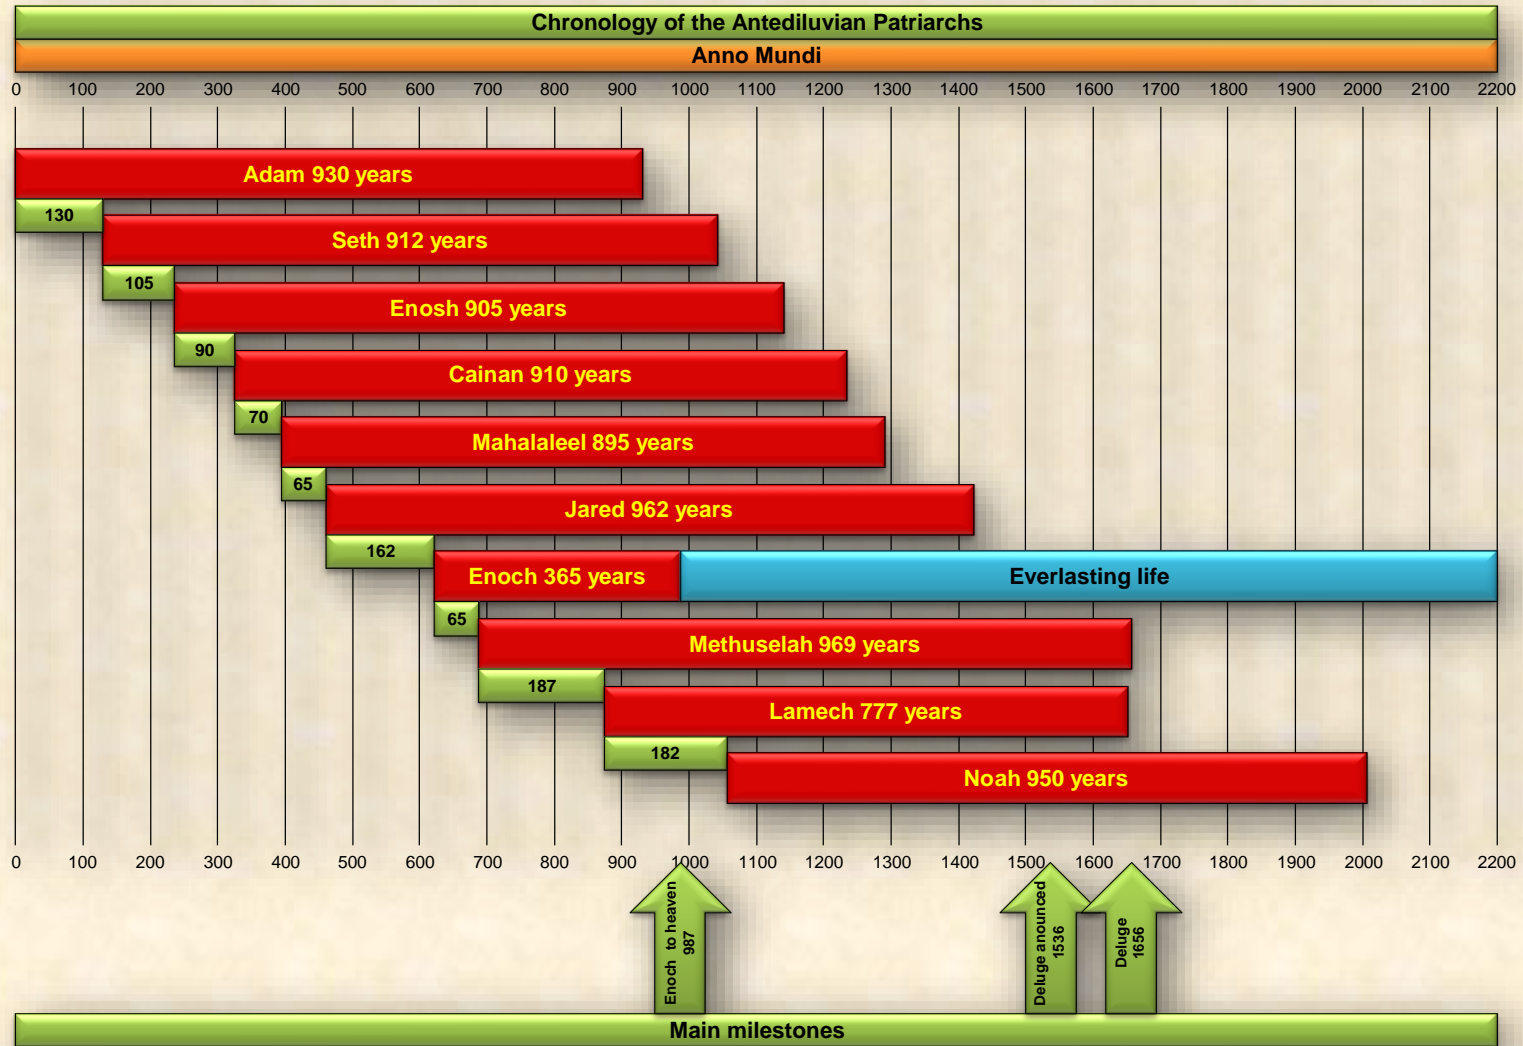 Chronology of the Antediluvian Patriarchs
Anno Mundi
0 100 200 300 400 500 600 700 800 900 1000 1100 1200 1300 1400 1500 1600 1700 1800 1900 2000 2100 2200
Adam 930 years
130
Seth 912 years
105
Enosh 905 years
90
Cainan 910 years
70
Mahalaleel 895 years
65
Jared 962 years
162
Enoch 365 years Everlasting life
65
Methuselah 969 years
187
Lamech 777 years
182
Noah 950 years
0 100 200 300 400 500 600 700 800 900 1000 1100 1200 1300 1400 1500 1600 1700 1800 1900 2000 2100 2200
Enoch to heaven
987
Deluge anounced
1536
Deluge
1656
Main milestones